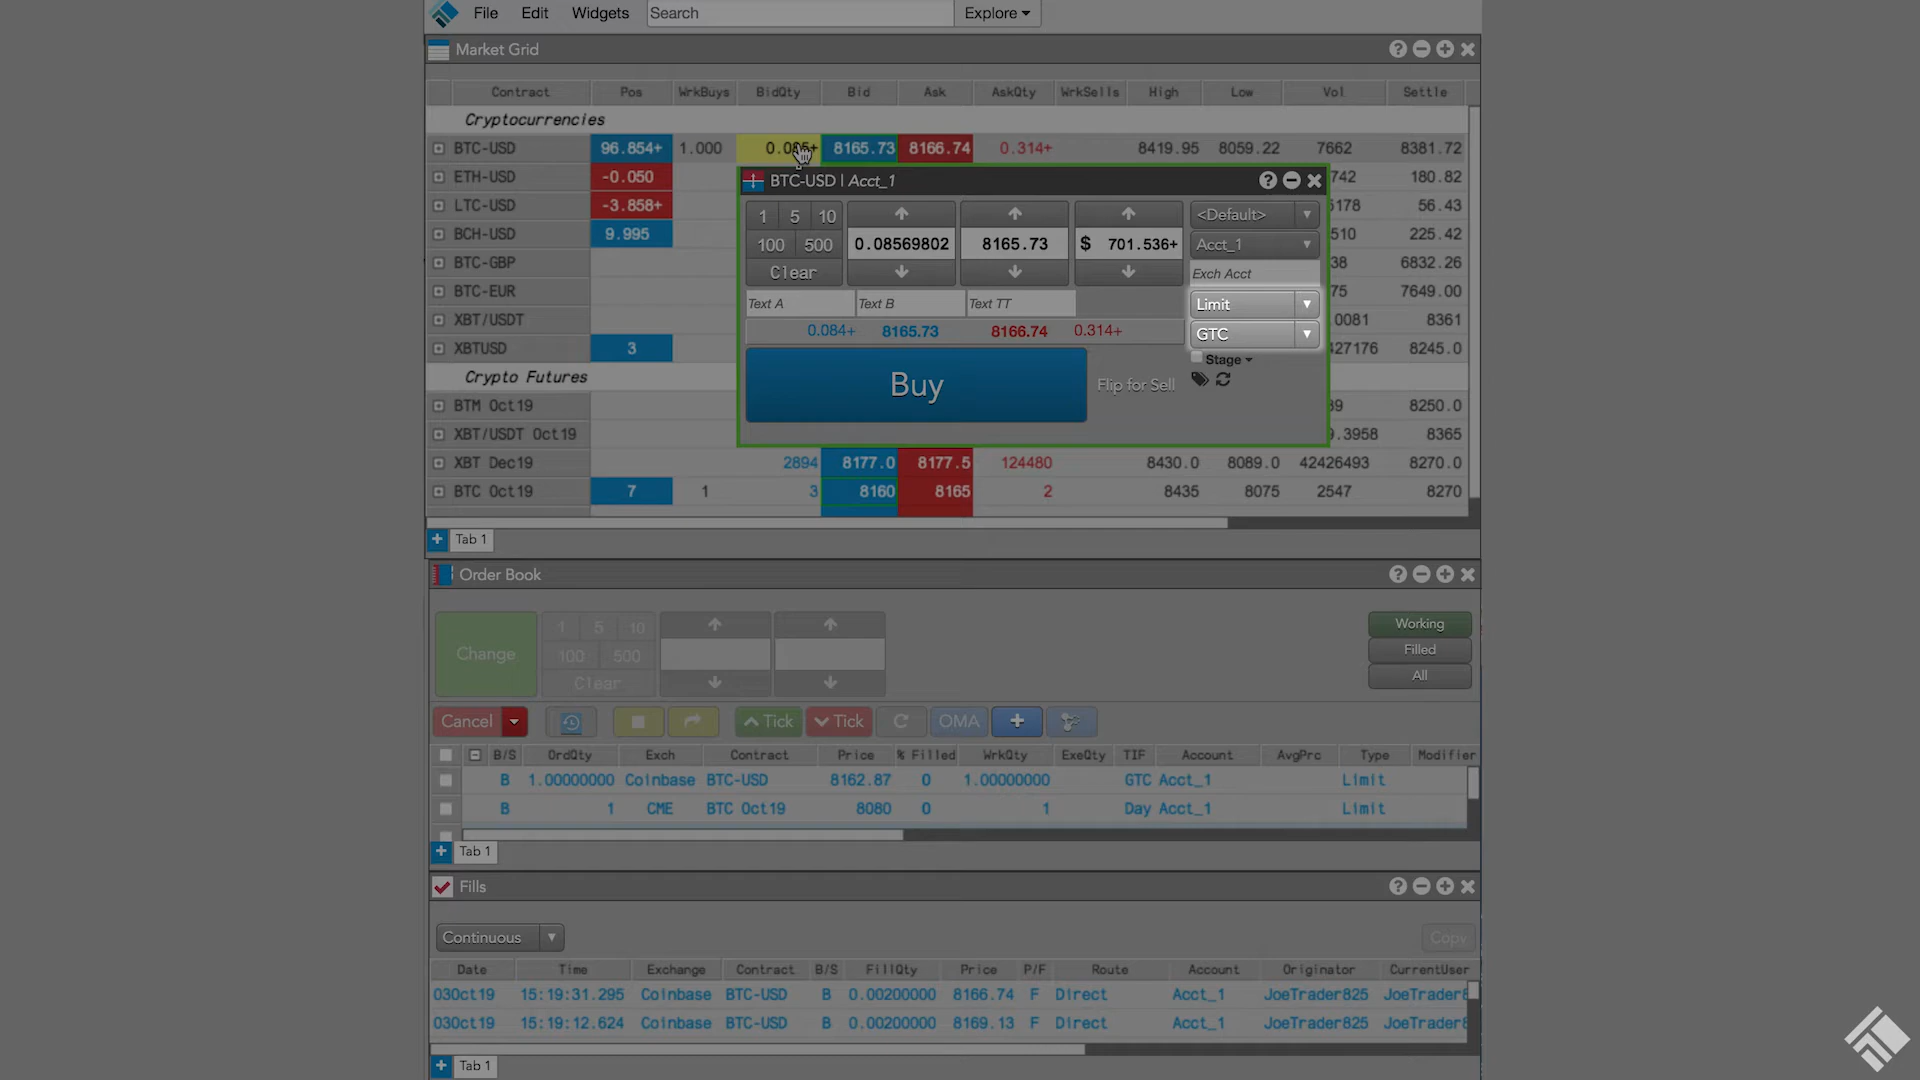 File Edit Widgets Search Explore
Market Grid
Contract Pos WrkBuys BidQty Bid Ask AskQty WrkSells High Low Vol Settle
Cryptocurrencies
BTC-USD 96.854+ 1.000 8165.73 8166.74 0.314+ 8419.95 8059.22 7662 8381.72
ETH-USD -0.050 742 180.82
LTC-USD -3.858+ 5178 56.43
BCH-USD 9.995 510 225.42
BTC-GBP 38 6832.26
BTC-EUR 75 7649.00
XBT/USDT .0081 8361
XBTUSD 3 427176 8245.0
Crypto Futures
BTM Oct19 39 8250.0
XBT/USDT Oct19 9.3958 8365
XBT Dec19 2894 8177.0 8177.5 124480 8430.0 8089.0 42426493 8270.0
BTC Oct19 7 1 3 8160 8165 2 8435 8075 2547 8270
Tab 1
BTC-USD | Acct_1
1 5 10
100 500
Clear
0.08569802 8165.73 $ 701.536+
<Default>
Acct_1
Exch Acct
Text A Text B Text TT
Limit
0.084+ 8165.73 8166.74 0.314+
GTC
Stage
Buy Flip for Sell
Order Book
Change
1 5 10
100 500
Clear
Working
Filled
All
Cancel Tick Tick OMA
B/S OrdQty Exch Contract Price % Filled WrkQty ExeQty TIF Account AvgPrc Type Modifier
B 1.00000000 Coinbase BTC-USD 8162.87 0 1.00000000 GTC Acct_1 Limit
B 1 CME BTC Oct19 8080 0 1 Day Acct_1 Limit
Tab 1
Fills
Continuous Copy
Date Time Exchange Contract B/S FillQty Price P/F Route Account Originator CurrentUser
03Oct19 15:19:31.295 Coinbase BTC-USD B 0.00200000 8166.74 F Direct Acct_1 JoeTrader825 JoeTrader8
03Oct19 15:19:12.624 Coinbase BTC-USD B 0.00200000 8169.13 F Direct Acct_1 JoeTrader825 JoeTrader8
Tab 1